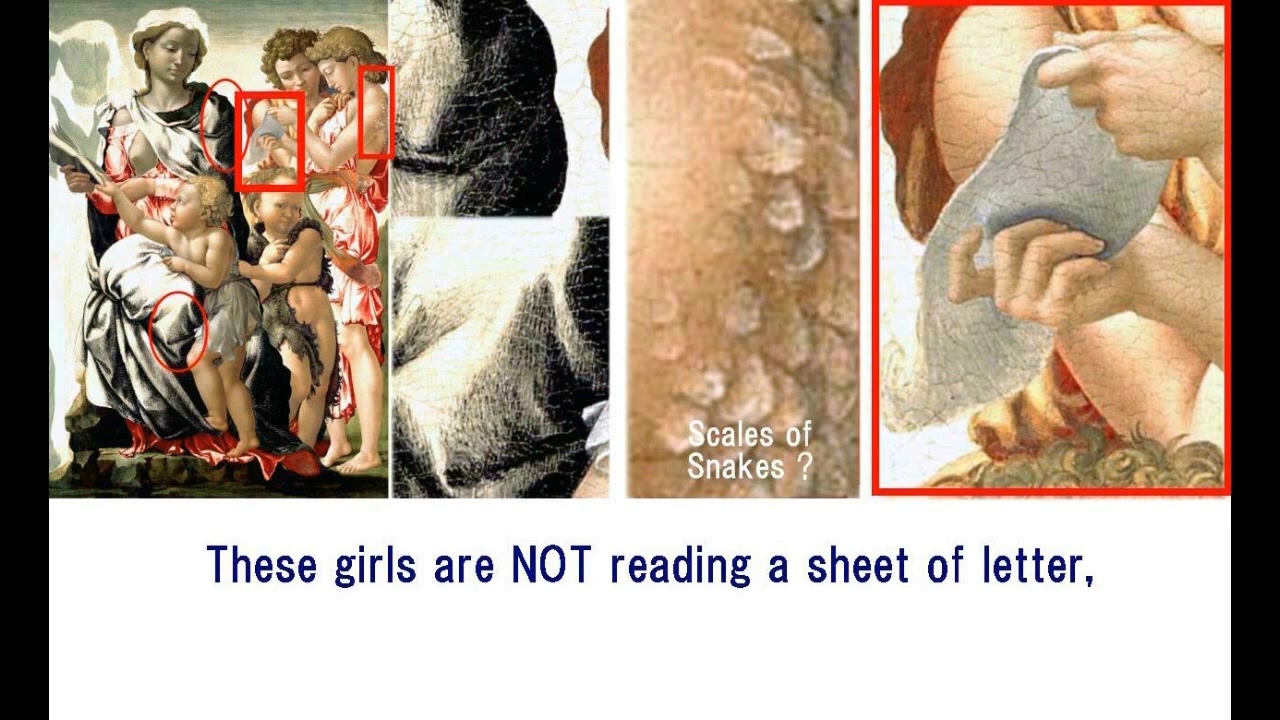 Scales of
Snakes ?
These girls are NOT reading a sheet of letter,